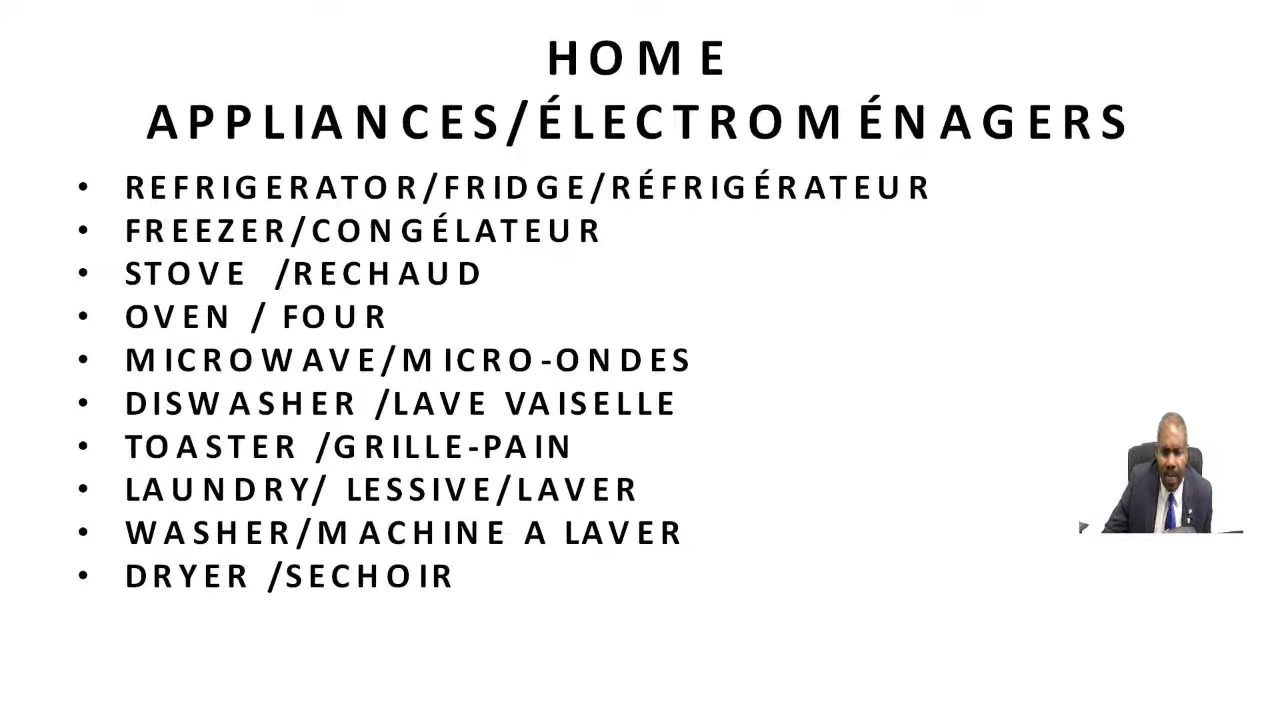 HOME
APPLIANCES/ÉLECTROMÉNAGERS
• REFRIGERATOR/FRIDGE/RÉFRIGÉRATEUR
• FREEZER/CONGÉLATEUR
• STOVE /RECHAUD
• OVEN / FOUR
• MICROWAVE/MICRO-ONDES
• DISWASHER /LAVE VAISELLE
• TOASTER /GRILLE-PAIN
• LAUNDRY/ LESSIVE/LAVER
• WASHER/MACHINE A LAVER
• DRYER /SECHOIR